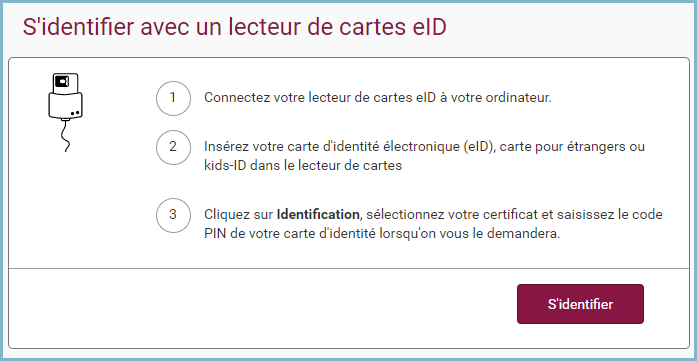 S'identifier avec un lecteur de cartes eID
1 Connectez votre lecteur de cartes eID à votre ordinateur.
2 Insérez votre carte d'identité électronique (eID), carte pour étrangers ou
kids-ID dans le lecteur de cartes
3 Cliquez sur Identification, sélectionnez votre certificat et saisissez le code
PIN de votre carte d'identité lorsqu'on vous le demandera.
S'identifier